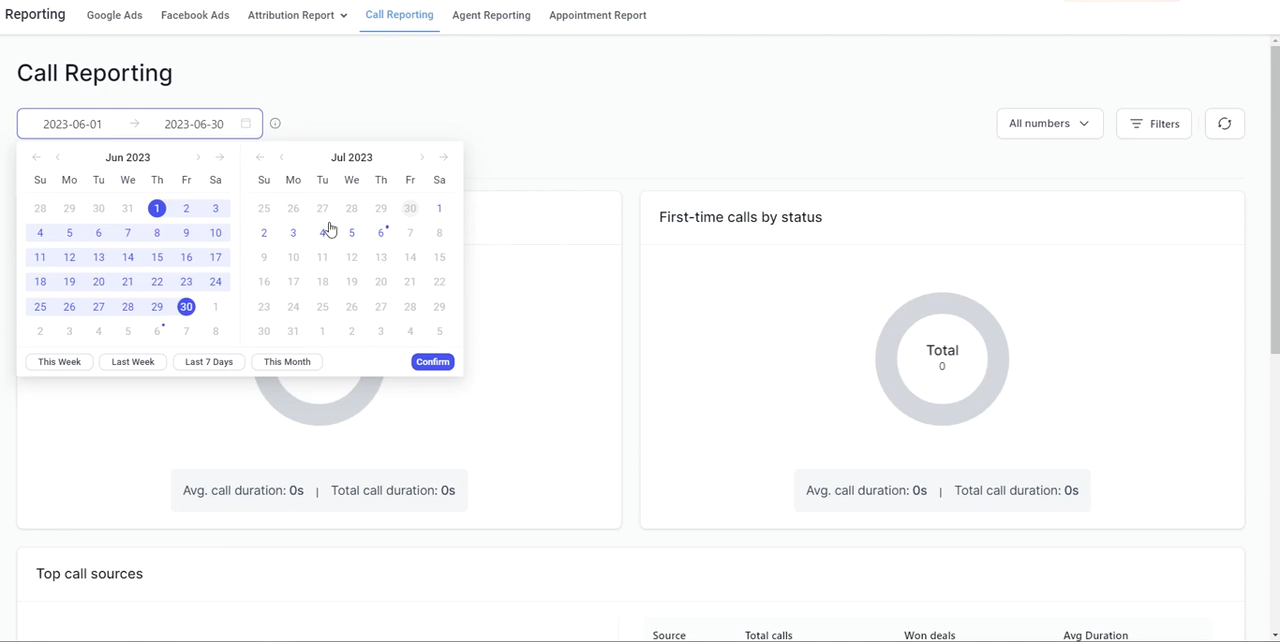 Reporting Google Ads Facebook Ads Attribution Report Call Reporting Agent Reporting Appointment Report
Call Reporting
2023-06-01 → 2023-06-30 All numbers Filters
Jun 2023 Jul 2023
Su Mo Tu We Th Fr Sa Su Mo Tu We Th Fr Sa
28 29 30 31 1 2 3 25 26 27 28 29 30 1
4 5 6 7 8 9 10 2 3 4 5 6 7 8
11 12 13 14 15 16 17 9 10 11 12 13 14 15
18 19 20 21 22 23 24 16 17 18 19 20 21 22
25 26 27 28 29 30 1 23 24 25 26 27 28 29
2 3 4 5 6 7 8 30 31 1 2 3 4 5
This Week Last Week Last 7 Days This Month Confirm
First-time calls by status
Total
0
Avg. call duration: 0s | Total call duration: 0s
Avg. call duration: 0s | Total call duration: 0s
Top call sources
Source Total calls Won deals Avg Duration